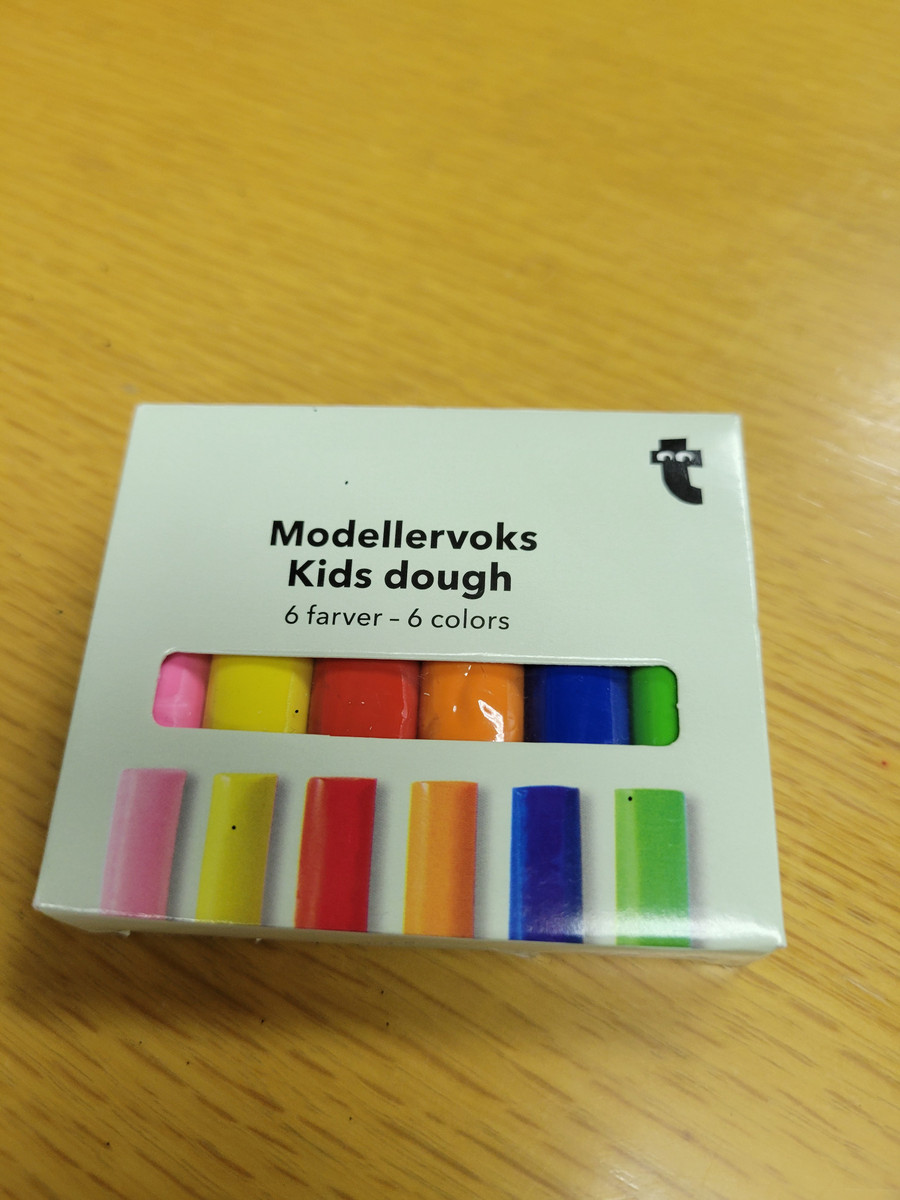 Modellervoks
Kids dough
6 farver – 6 colors
t